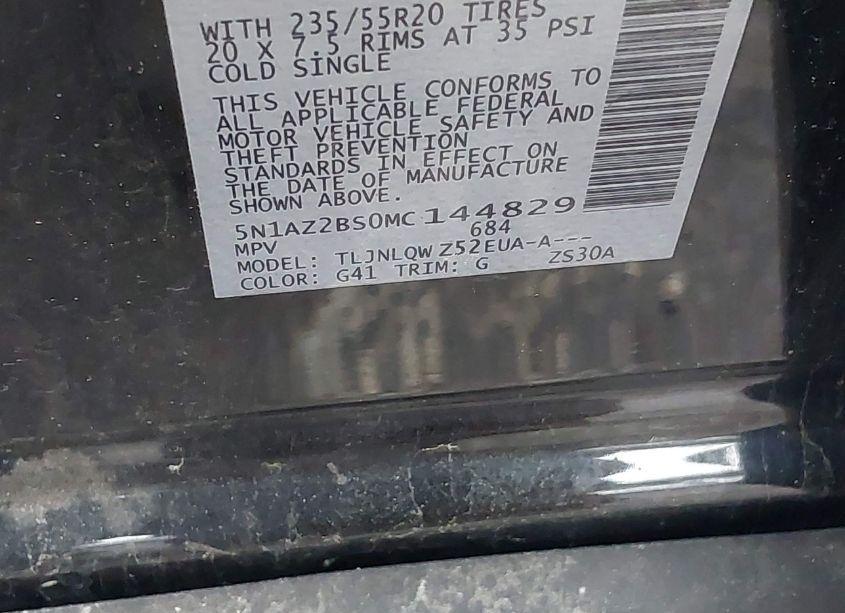 WITH 235/55R20 TIRES
20 X 7.5 RIMS AT 35 PSI
COLD SINGLE
THIS VEHICLE CONFORMS TO
ALL APPLICABLE FEDERAL
MOTOR VEHICLE SAFETY AND
THEFT PREVENTION
STANDARDS IN EFFECT ON
THE DATE OF MANUFACTURE
SHOWN ABOVE.
5N1AZ2BS0MC144829
MPV 684
MODEL: TLJNLQW Z52EUA-A---
COLOR: G41 TRIM: G ZS30A